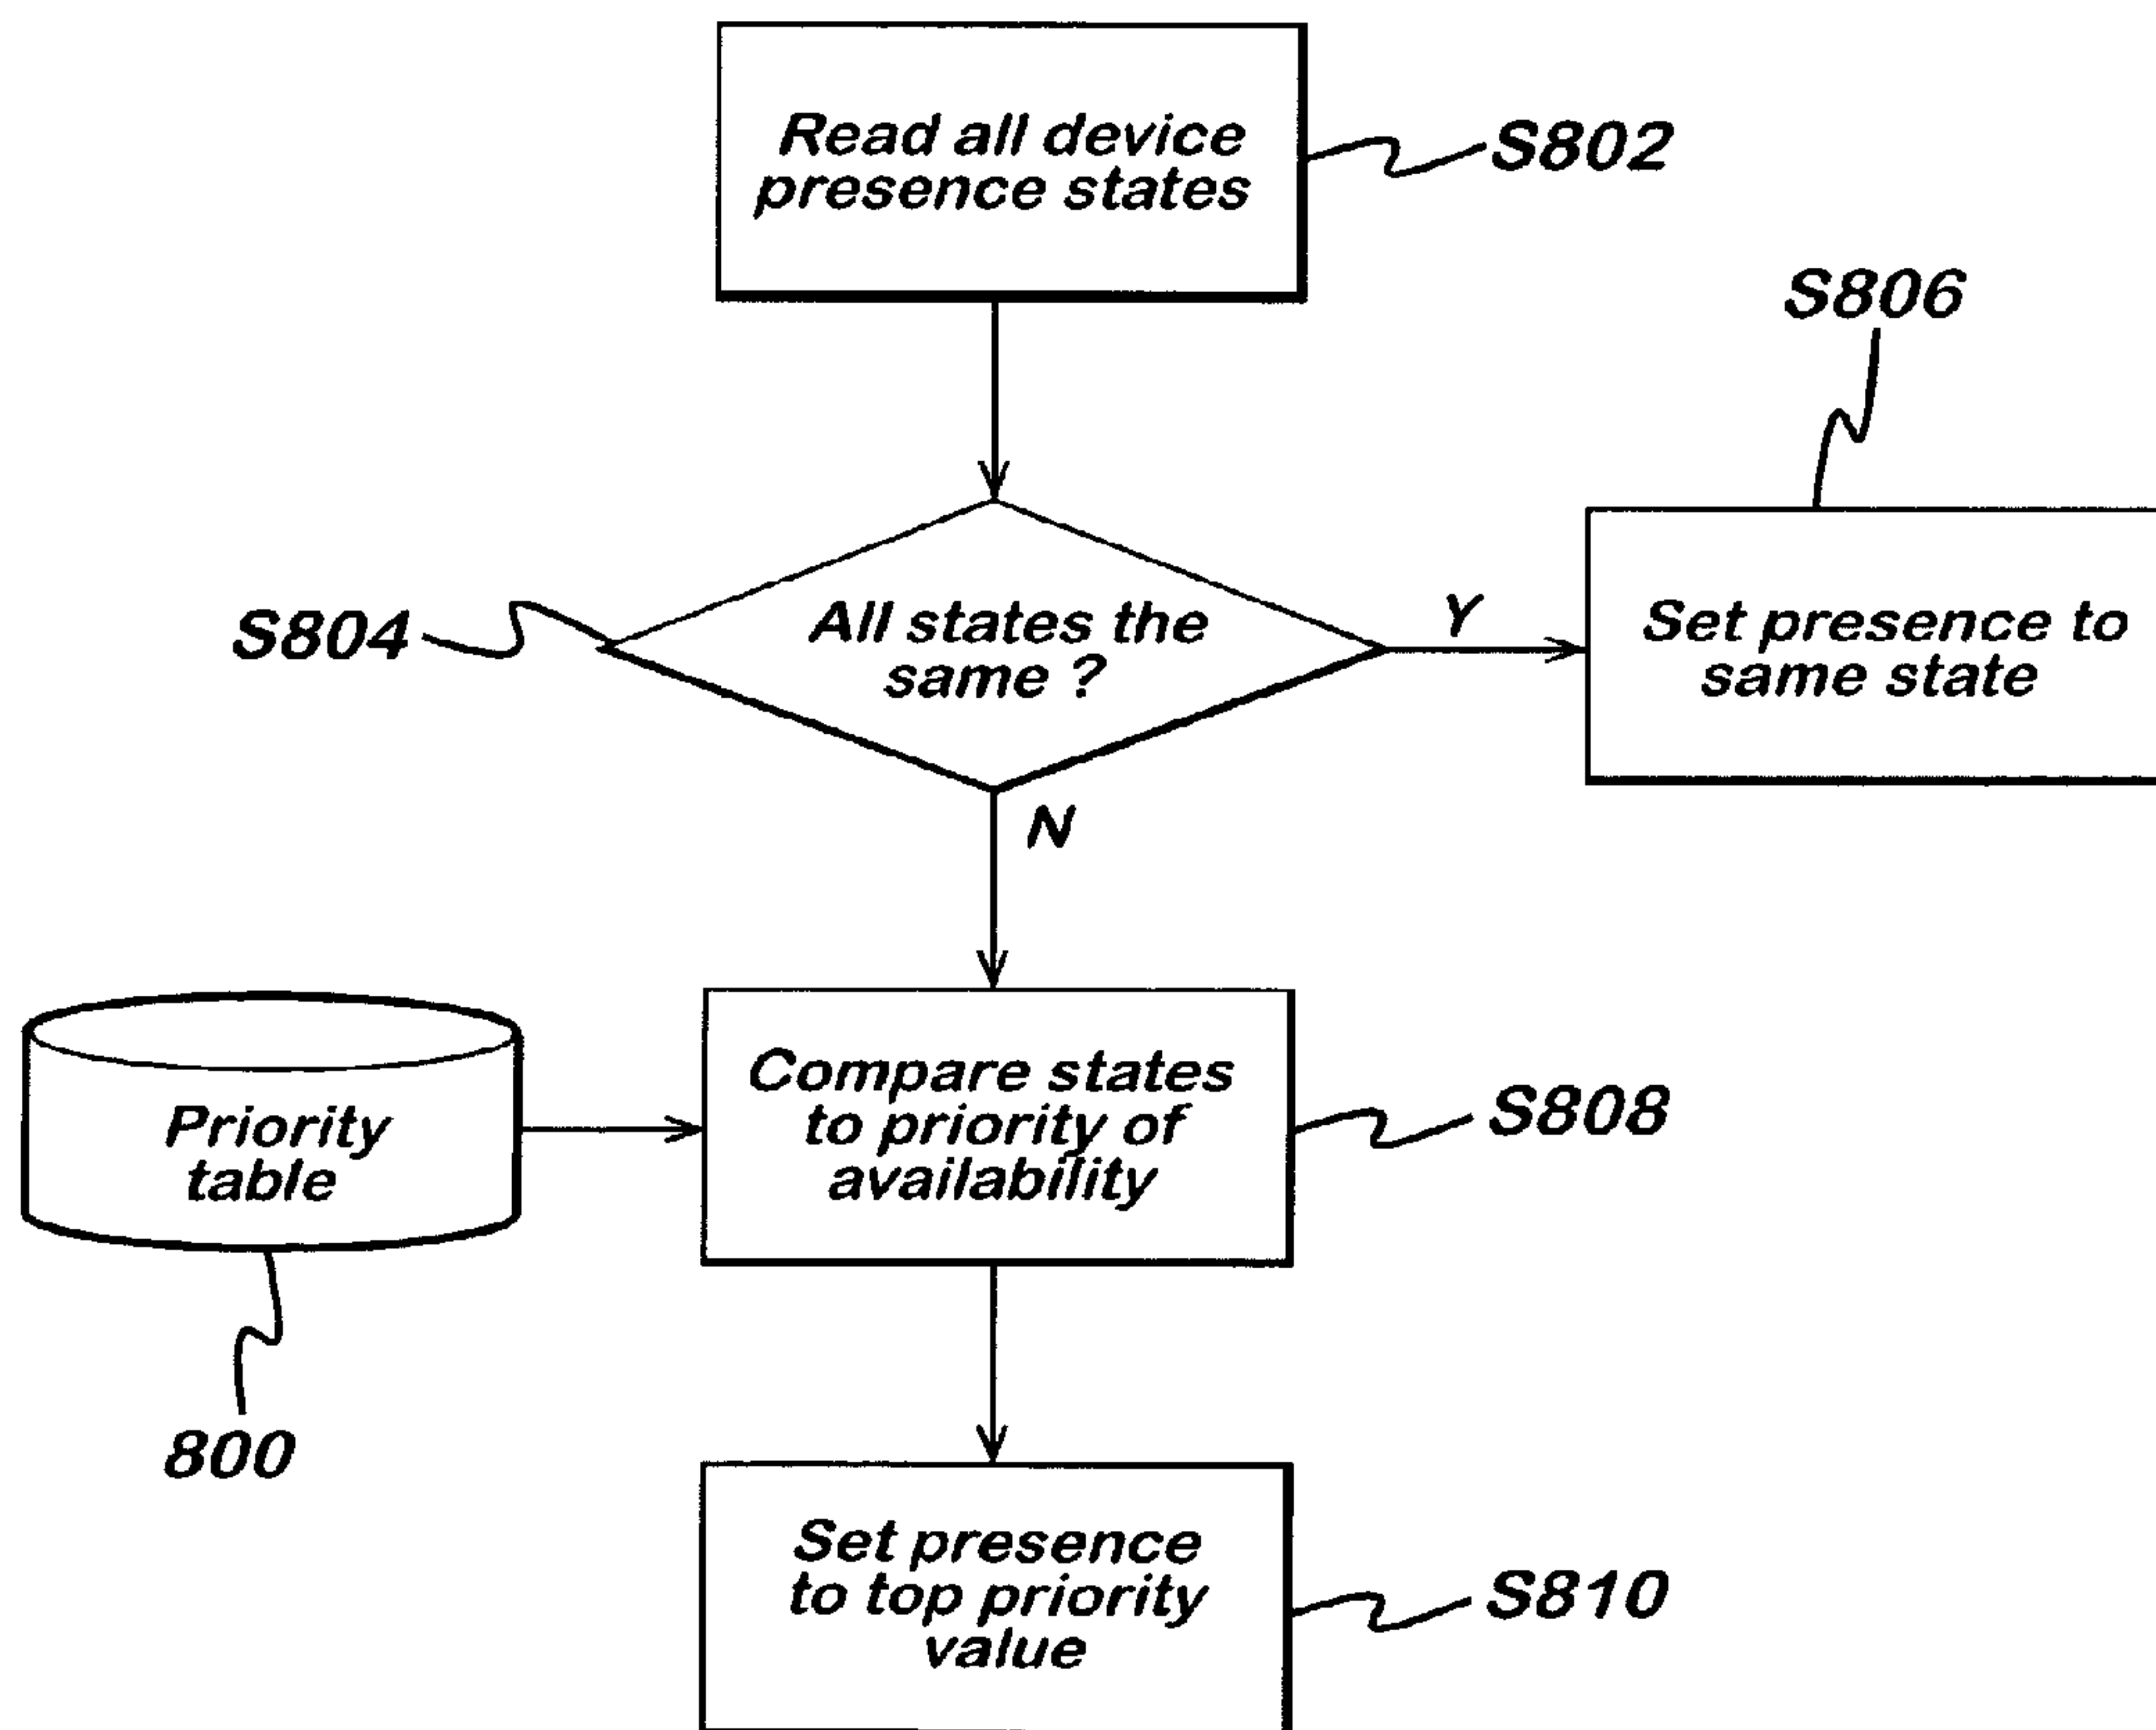 Read all device
presence states
S802
S806
S804
All states the
same ?
Y
Set presence to
same state
N
Priority
table
Compare states
to priority of
availability
S808
800
Set presence
to top priority
value
S810